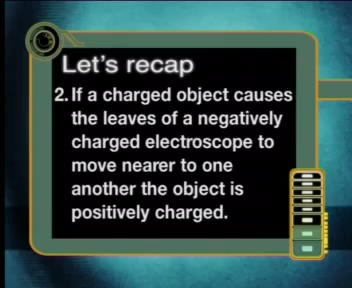 Let's recap
2. If a charged object causes
the leaves of a negatively
charged electroscope to
move nearer to one
another the object is
positively charged.